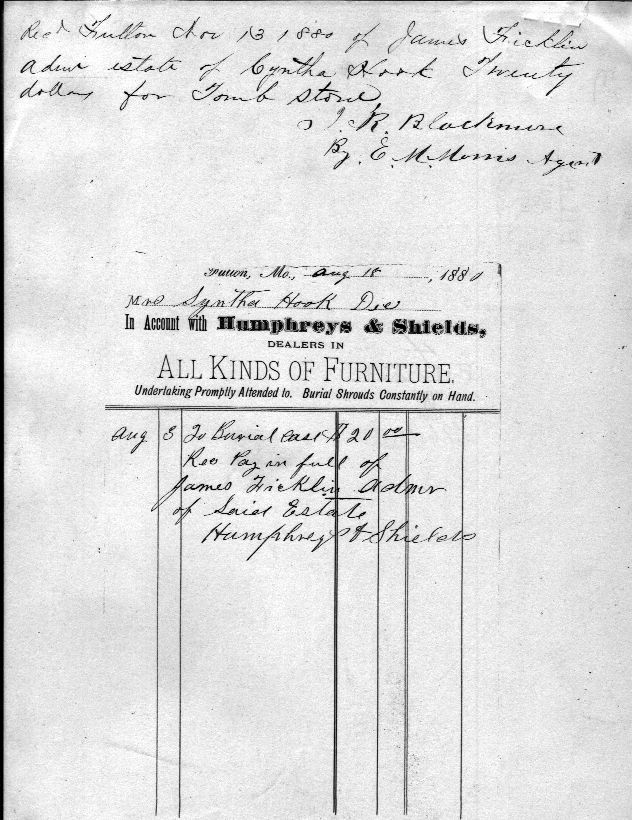 Recd Fulton Nov 13 1880 of James Ficklin
admr estate of Cyntha Hook Twenty
dollars for Tomb stone
J. R. Blackmore
By E. M. Morris Agent
Fulton, Mo., Aug 18 , 1880
Mrs Syntha Hook Dec
In Account with Humphreys & Shields,
DEALERS IN
ALL KINDS OF FURNITURE.
Undertaking Promptly Attended to. Burial Shrouds Constantly on Hand.
Aug 3 To Burial Cask $ 20 00
Rec Pay in full of
James Ficklin Admr
of Said Estate
Humphreys & Shields